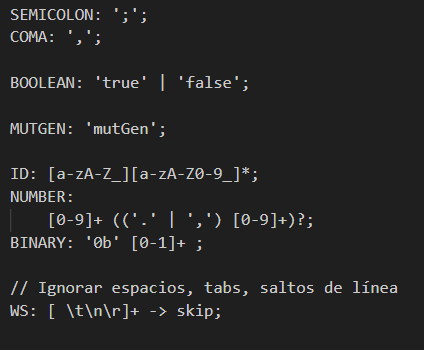 SEMICOLON: ';';
COMA: ',';
BOOLEAN: 'true' | 'false';
MUTGEN: 'mutGen';
ID: [a-zA-Z_][a-zA-Z0-9_]*;
NUMBER:
[0-9]+ (('.' | ',') [0-9]+)?;
BINARY: '0b' [0-1]+ ;
// Ignorar espacios, tabs, saltos de línea
WS: [ \t\n\r]+ -> skip;